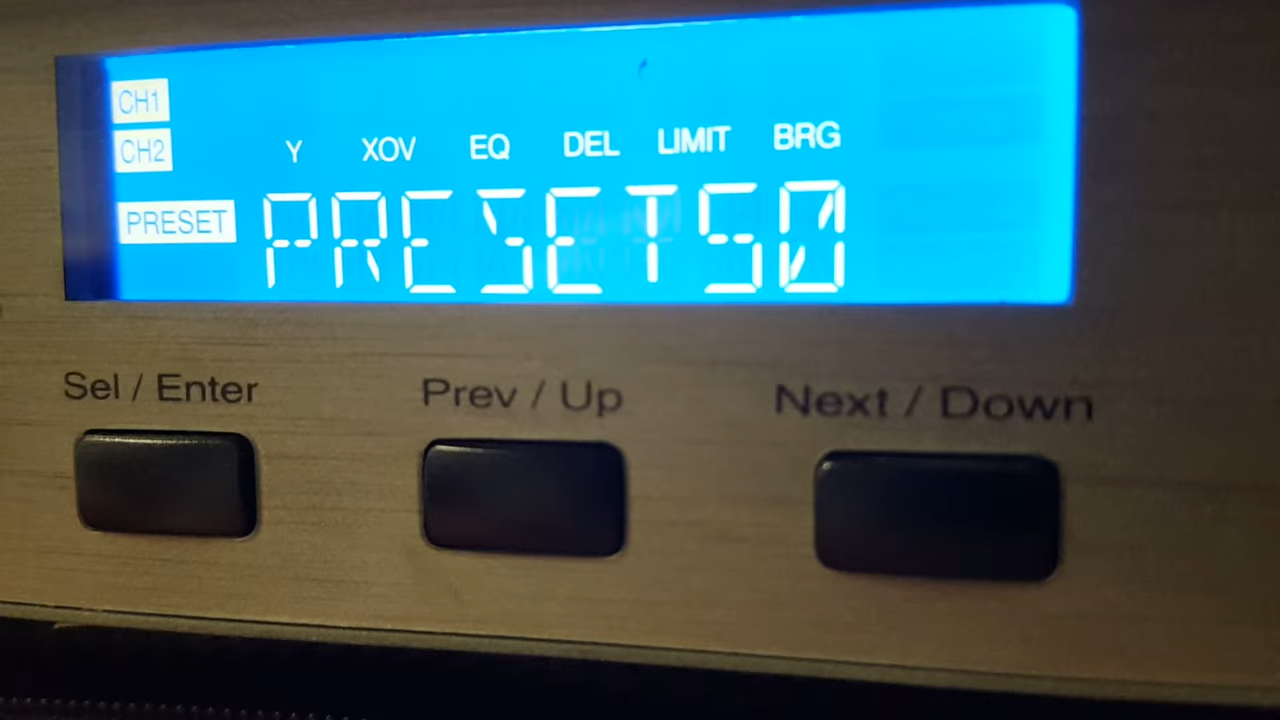 CH1
CH2 Y XOV EQ DEL LIMIT BRG
PRESET PRESET50
Sel / Enter Prev / Up Next / Down